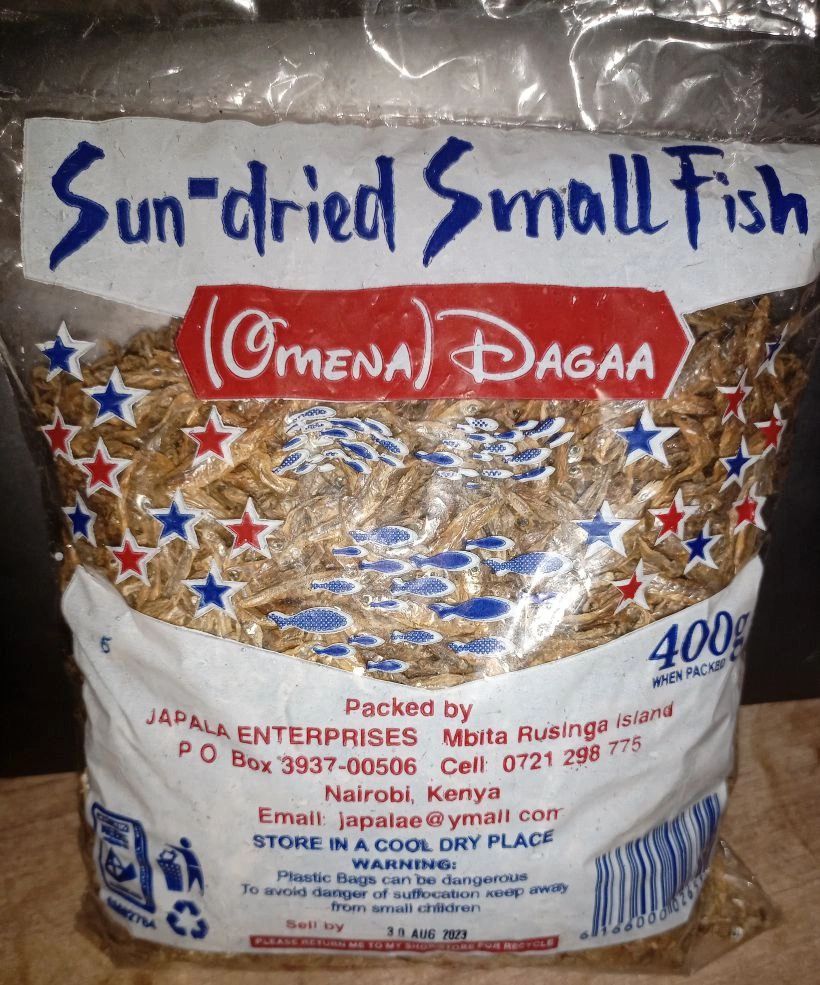 Sun-dried Small Fish
(OMENA) DAGAA
400g
WHEN PACKED
Packed by
JAPALA ENTERPRISES Mbita Rusinga Island
P O Box 3937-00506 Cell: 0721 298 775
Nairobi, Kenya
Email: japalae@ymail com
STORE IN A COOL DRY PLACE
WARNING:
Plastic Bags can be dangerous
To avoid danger of suffocation keep away
from small children
Sell by 30 AUG 2023
PLEASE RETURN ME TO MY SHOP/STORE FOR RECYCLE